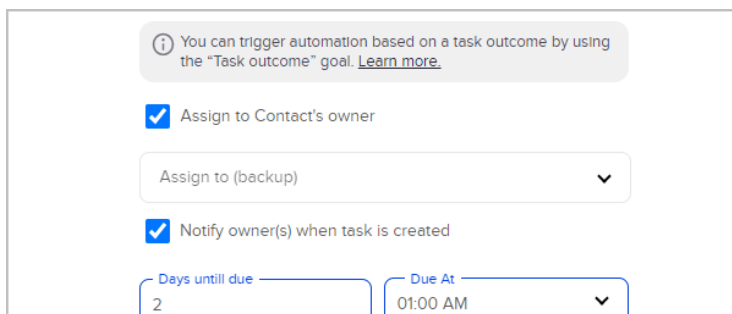 You can trigger automation based on a task outcome by using
the “Task outcome” goal. Learn more.
Assign to Contact's owner
Assign to (backup)
Notify owner(s) when task is created
Days untill due
Due At
2
01:00 AM